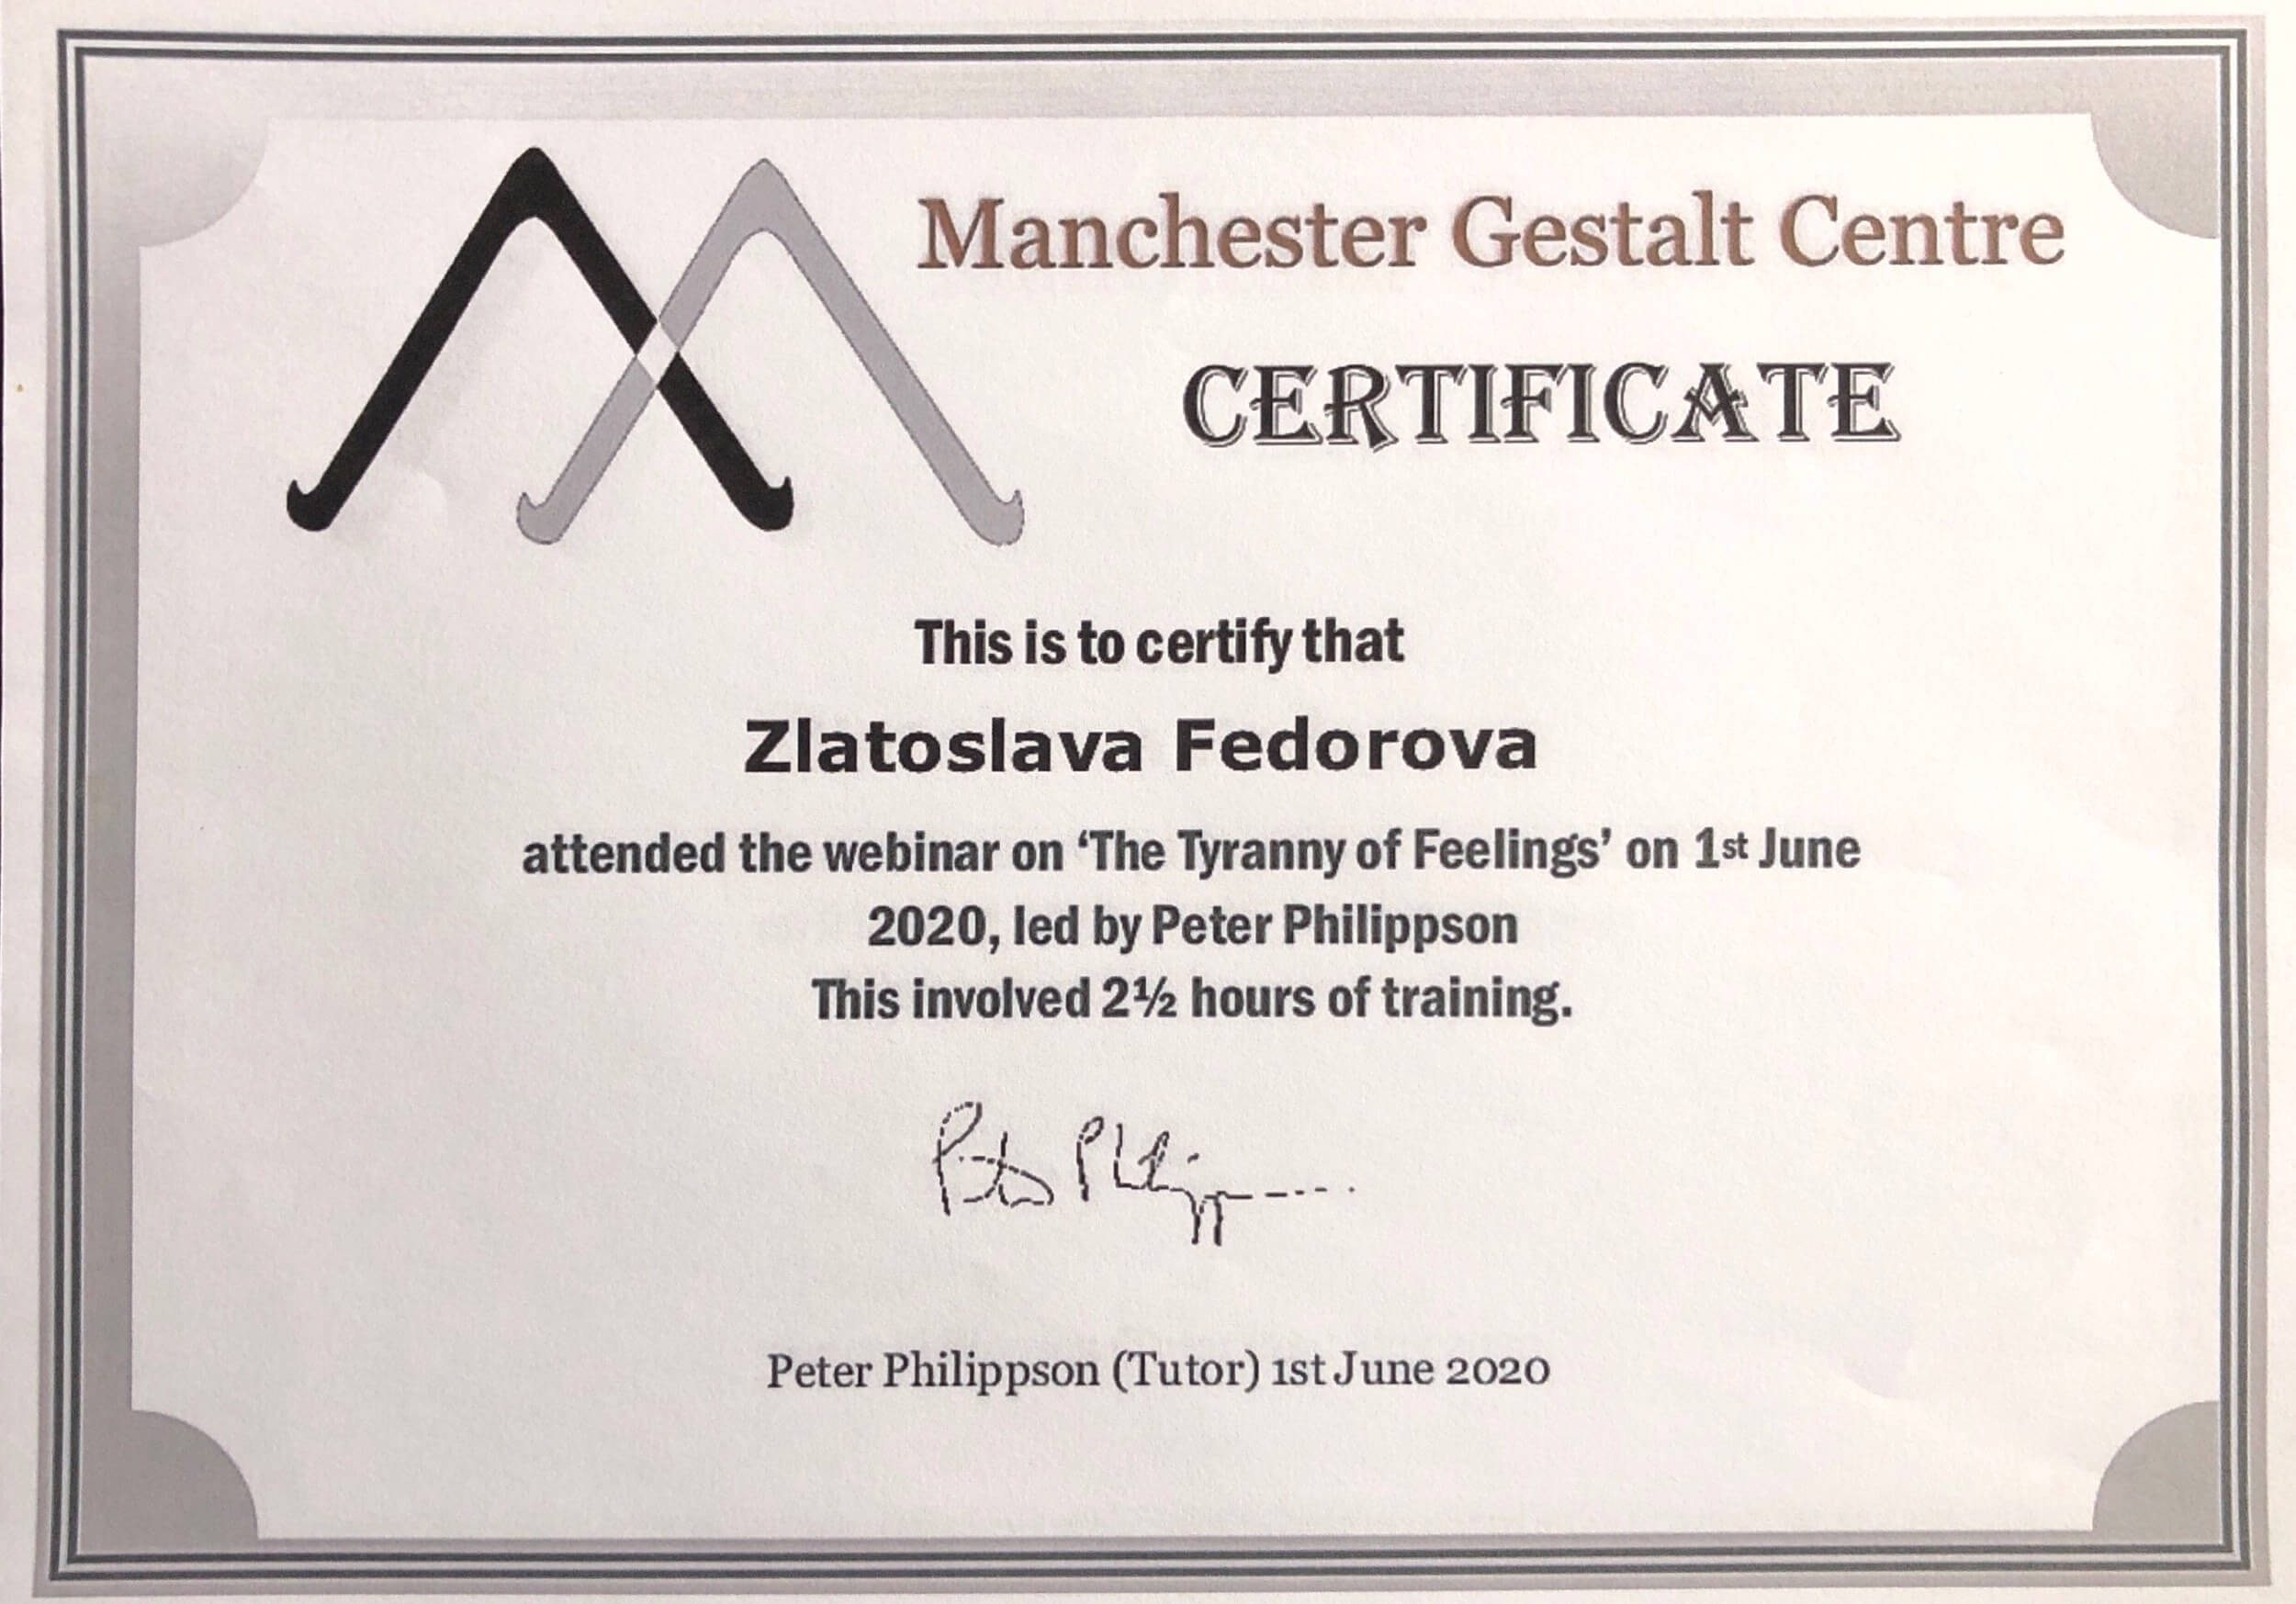 Manchester Gestalt Centre
CERTIFICATE
This is to certify that
Zlatoslava Fedorova
attended the webinar on ‘The Tyranny of Feelings’ on 1st June
2020, led by Peter Philippson
This involved 2½ hours of training.
Peter Philippson (Tutor) 1st June 2020